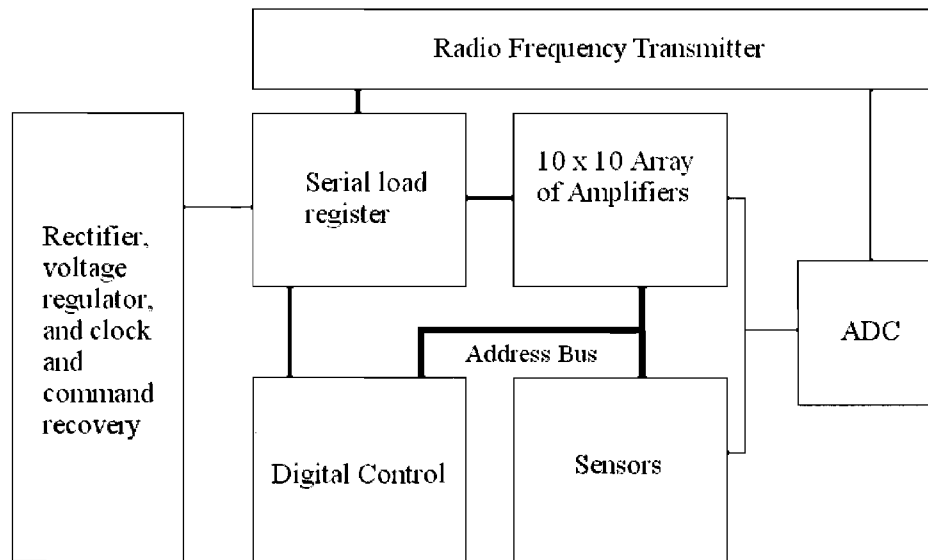 Radio Frequency Transmitter
Serial load
register
10 x 10 Array
of Amplifiers
Rectifier,
voltage
regulator,
and clock
and
command
recovery
ADC
Address Bus
Digital Control
Sensors